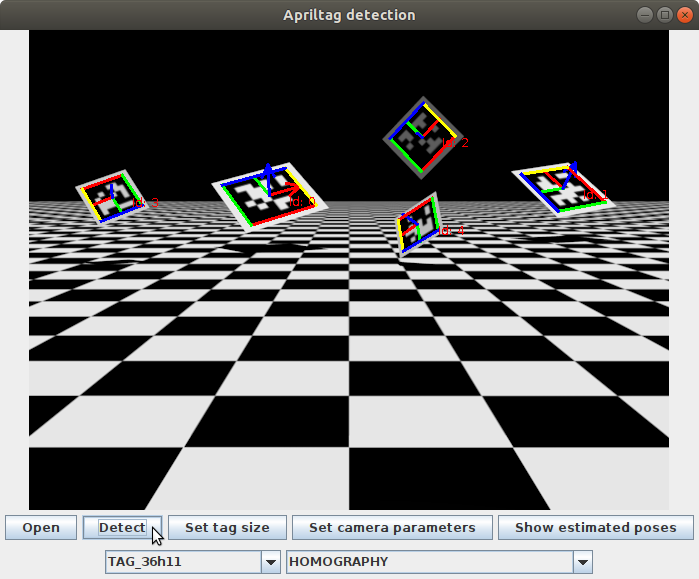 Apriltag detection
Id: 2
Id: 3
Id: 0
Id: 1
Id: 4
Open Detect Set tag size Set camera parameters Show estimated poses
TAG_36h11 HOMOGRAPHY